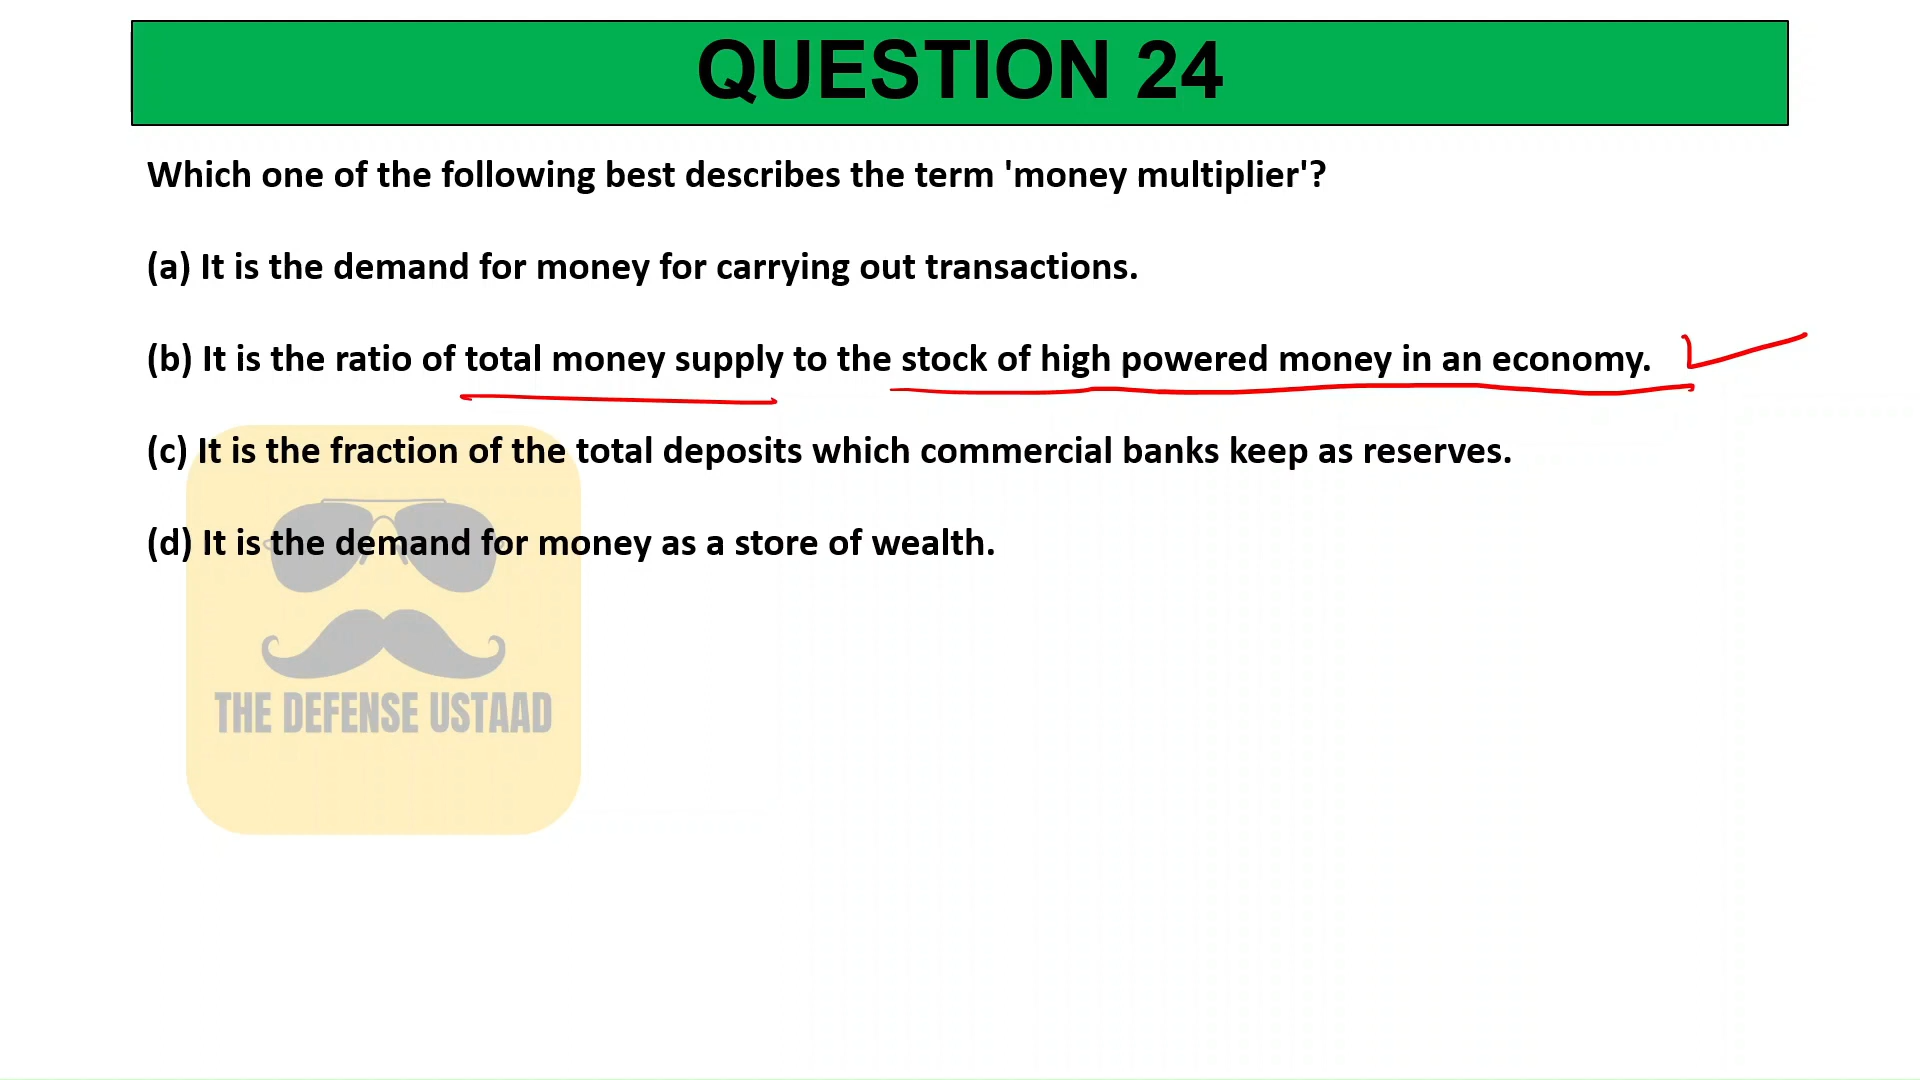 QUESTION 24
Which one of the following best describes the term 'money multiplier'?
(a) It is the demand for money for carrying out transactions.
(b) It is the ratio of total money supply to the stock of high powered money in an economy.
(c) It is the fraction of the total deposits which commercial banks keep as reserves.
(d) It is the demand for money as a store of wealth.
THE DEFENSE USTAAD